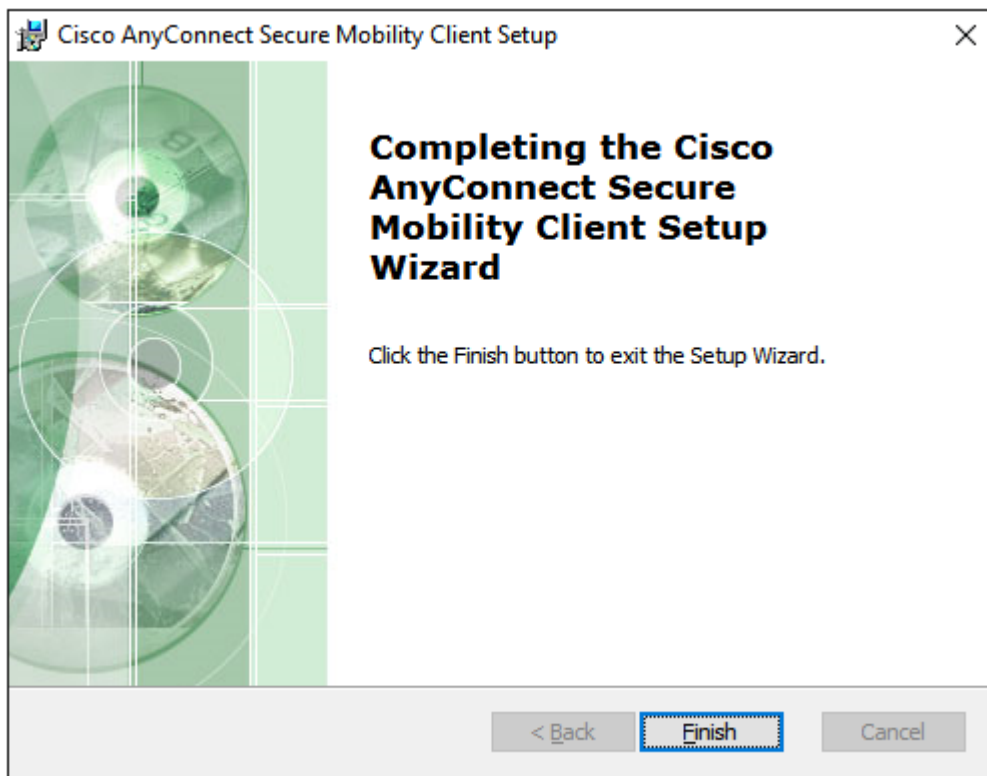 Cisco AnyConnect Secure Mobility Client Setup
Completing the Cisco
AnyConnect Secure
Mobility Client Setup
Wizard
Click the Finish button to exit the Setup Wizard.
< Back
Finish
Cancel